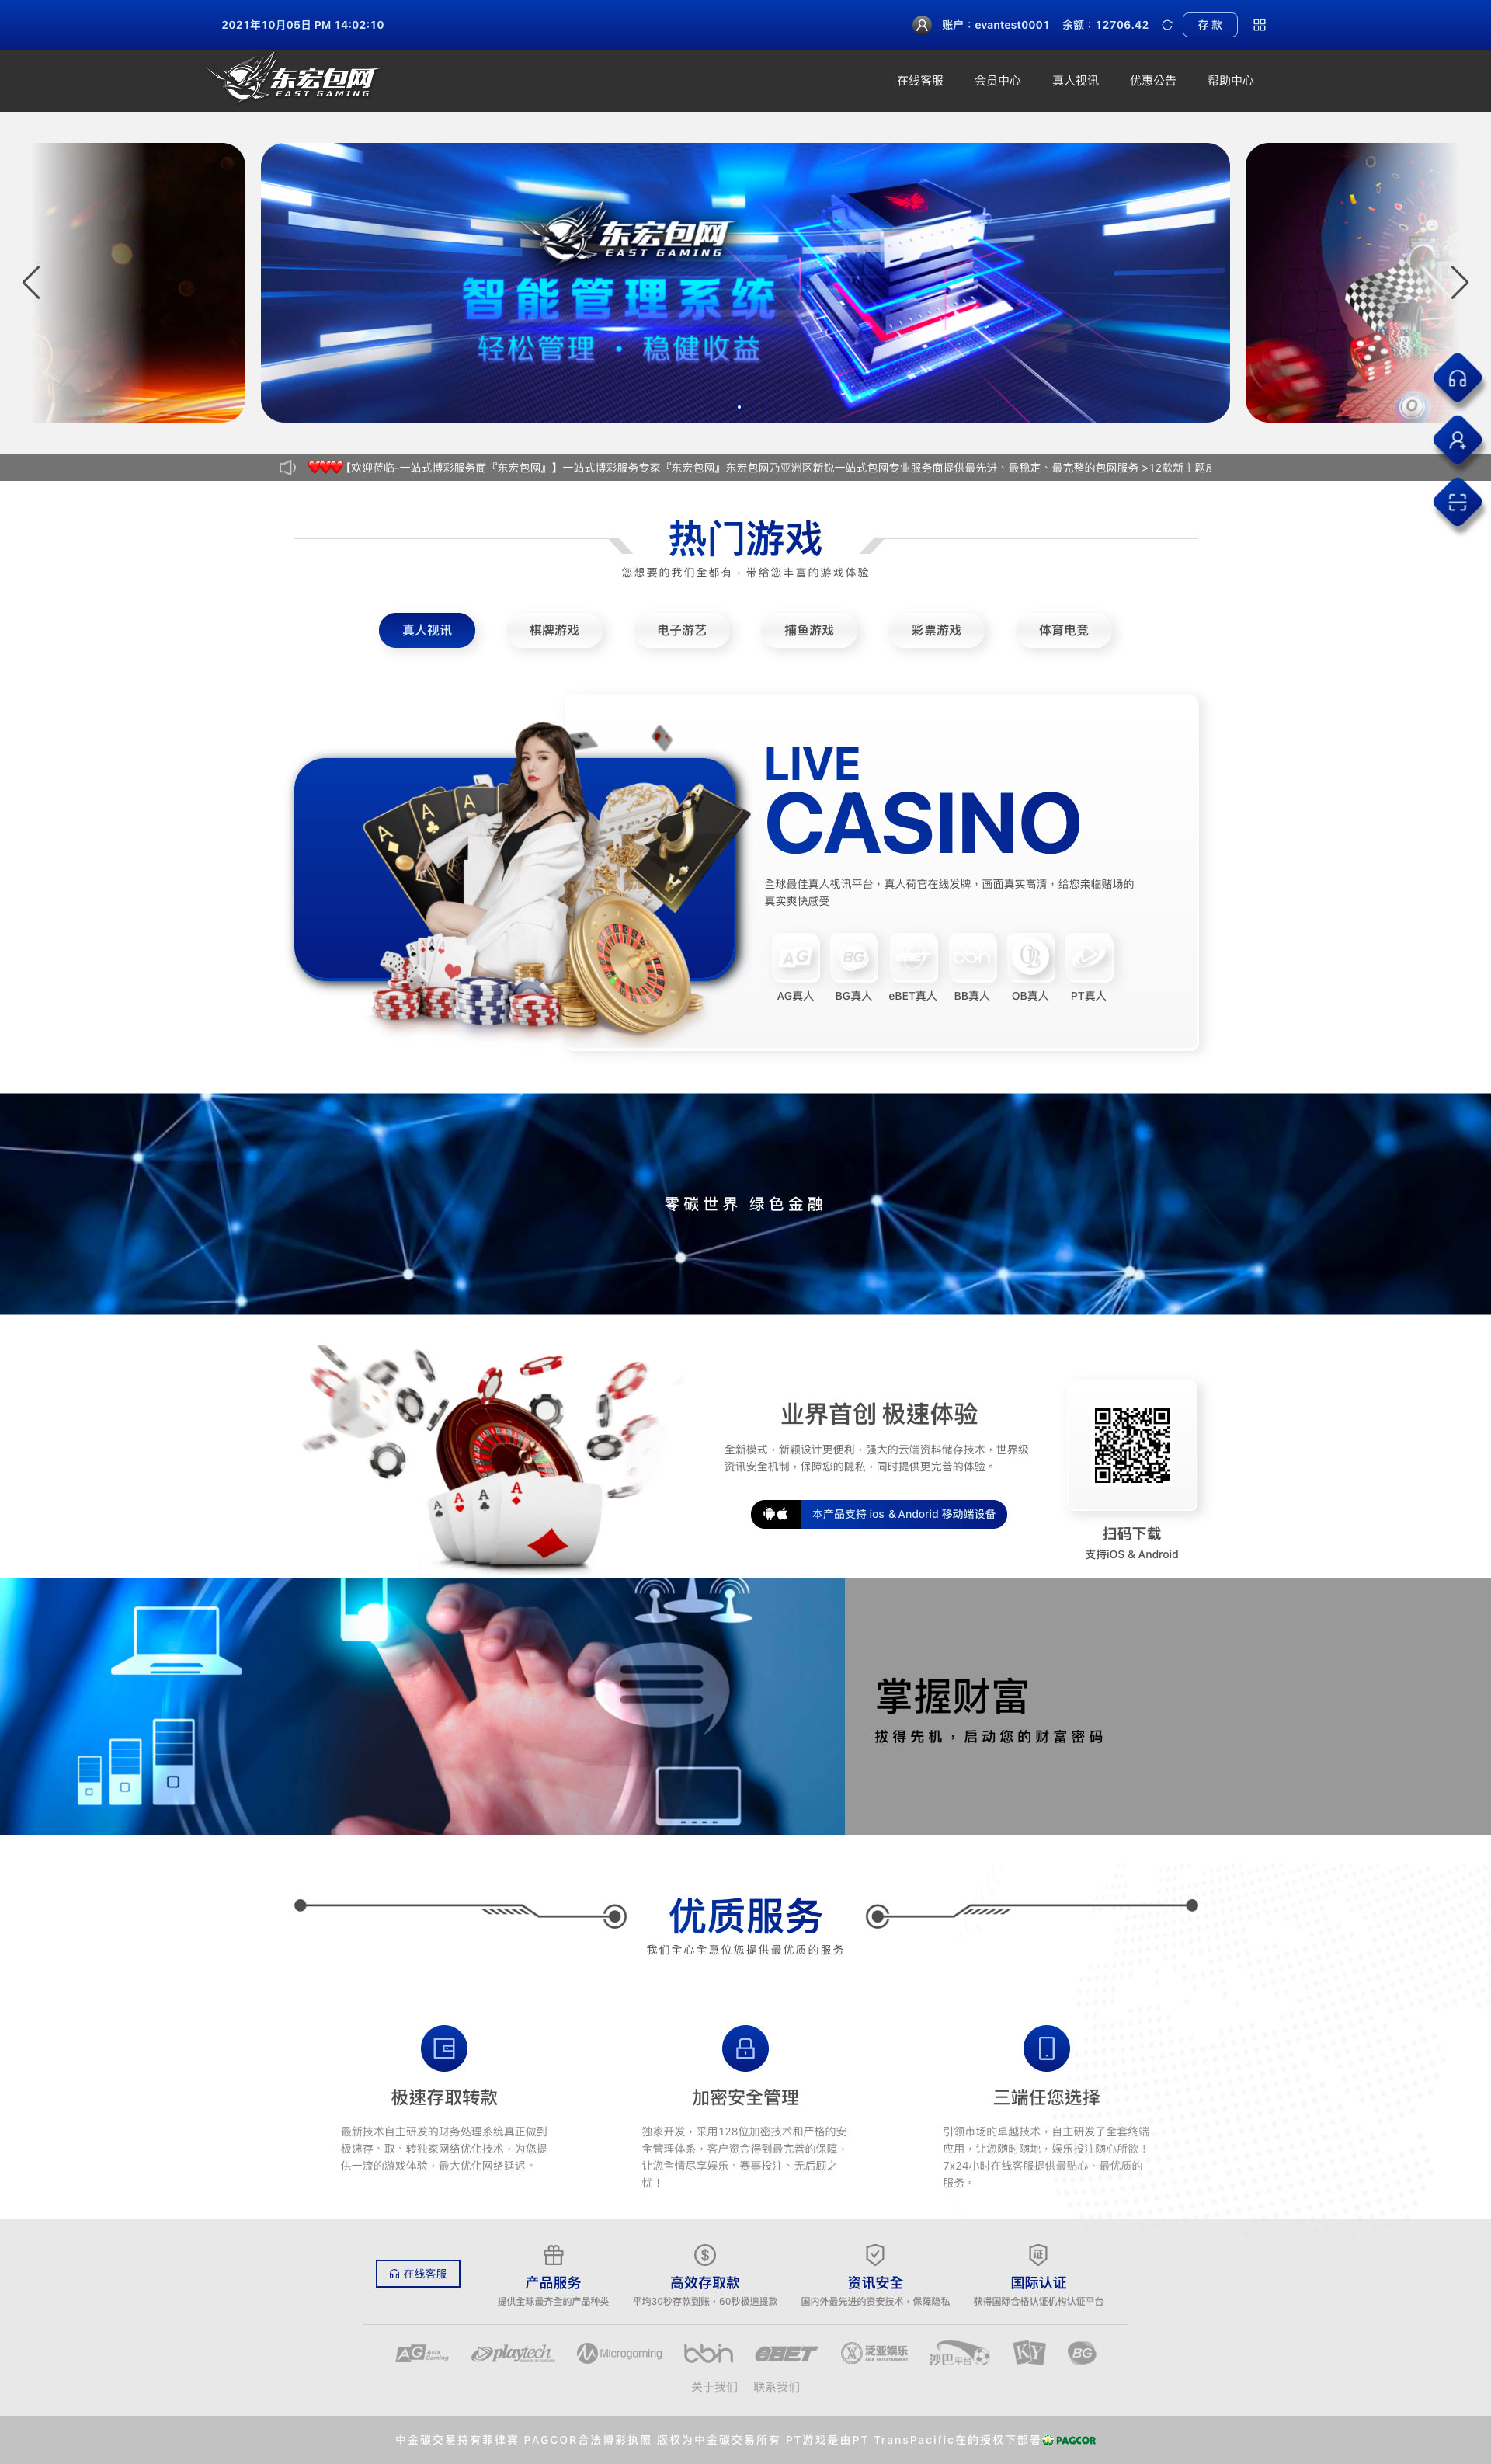 2021年10月05日 PM 14:02:10
账户：evantest0001 余额：12706.42 存 款
东宏包网
EAST GAMING
在线客服 会员中心 真人视讯 优惠公告 帮助中心
东宏包网
EAST GAMING
智能管理系统
轻松管理 · 稳健收益
【欢迎莅临-一站式博彩服务商『东宏包网』】一站式博彩服务专家『东宏包网』东宏包网乃亚洲区新锐一站式包网专业服务商提供最先进、最稳定、最完整的包网服务 >12款新主题皮
热门游戏
您想要的我们全都有，带给您丰富的游戏体验
真人视讯 棋牌游戏 电子游艺 捕鱼游戏 彩票游戏 体育电竞
LIVE
CASINO
全球最佳真人视讯平台，真人荷官在线发牌，画面真实高清，给您亲临赌场的
真实爽快感受
AG真人 BG真人 eBET真人 BB真人 OB真人 PT真人
零碳世界 绿色金融
业界首创 极速体验
全新模式，新颖设计更便利，强大的云端资料储存技术，世界级
资讯安全机制，保障您的隐私，同时提供更完善的体验。
本产品支持 ios ＆Andorid 移动端设备
扫码下载
支持iOS & Android
掌握财富
拔得先机，启动您的财富密码
优质服务
我们全心全意位您提供最优质的服务
极速存取转款
最新技术自主研发的财务处理系统真正做到
极速存、取、转独家网络优化技术，为您提
供一流的游戏体验，最大优化网络延迟。
加密安全管理
独家开发，采用128位加密技术和严格的安
全管理体系，客户资金得到最完善的保障，
让您全情尽享娱乐、赛事投注、无后顾之
忧！
三端任您选择
引领市场的卓越技术，自主研发了全套终端
应用，让您随时随地，娱乐投注随心所欲！
7x24小时在线客服提供最贴心、最优质的
服务。
在线客服
产品服务
提供全球最齐全的产品种类
高效存取款
平均30秒存款到账，60秒极速提款
资讯安全
国内外最先进的资安技术，保障隐私
国际认证
获得国际合格认证机构认证平台
AG Asia Gaming playtech Microgoming bbin eBET 泛亚娱乐 沙巴平台 KY BG
关于我们 联系我们
中金碳交易持有菲律宾 PAGCOR合法博彩执照 版权为中金碳交易所有 PT游戏是由PT TransPacific在的授权下部署 PAGCOR